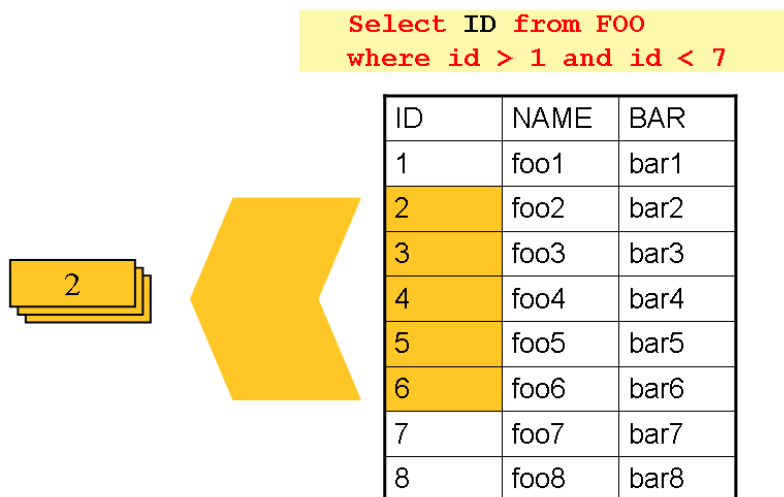 Select ID from FOO
where id > 1 and id < 7
ID NAME BAR
1 foo1 bar1
2 foo2 bar2
3 foo3 bar3
4 foo4 bar4
5 foo5 bar5
6 foo6 bar6
7 foo7 bar7
8 foo8 bar8
2